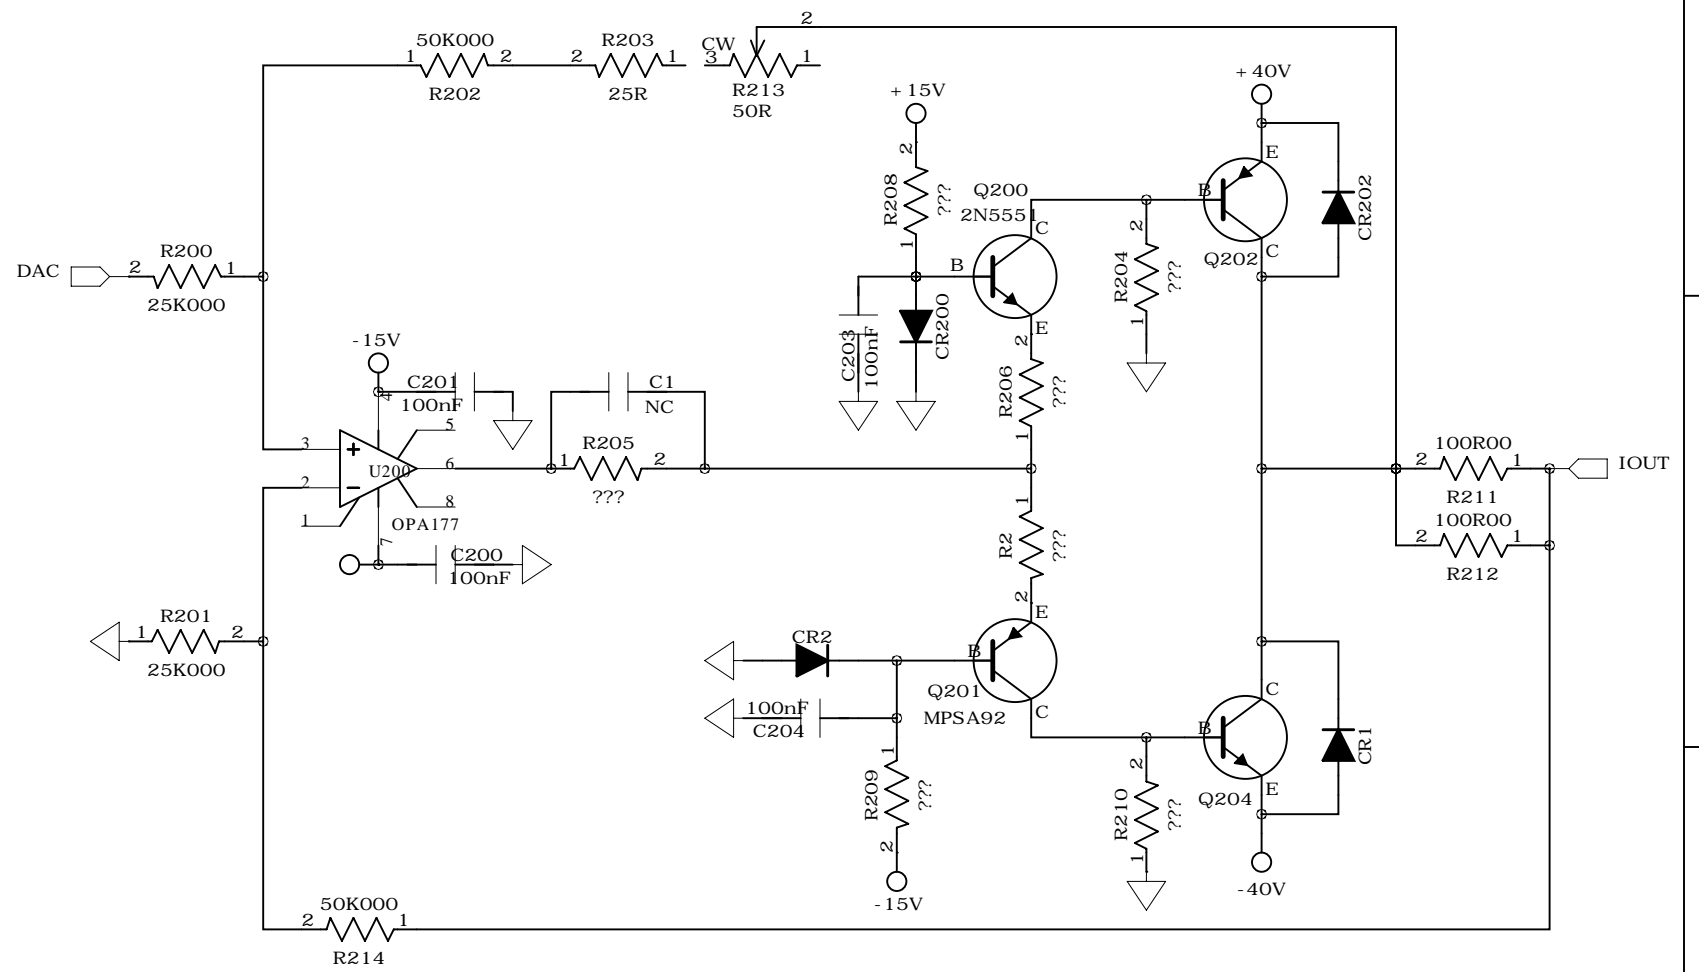 2
50K000
R203
CW
1
2
2
1
3
1
R202
25R
R213
50R
+40V
+15V
2
E
R208
???
Q200
2N5551
B
CR202
C
2
1
C
Q202
R204
???
R200
DAC
2
1
25K000
B
1
E
CR200
C203
100nF
2
-15V
C201
100nF
4
C1
NC
R206
???
1
5
3
+
U200
6
R205
1
2
???
100R00
2
1
IOUT
R211
2
-
8
1
OPA177
7
1
R2
???
100R00
2
1
R212
C200
100nF
2
E
R201
1
2
25K000
CR2
B
Q201
MPSA92
C
100nF
C204
C
B
CR1
1
R209
???
2
2
R210
???
1
E
Q204
-15V
-40V
50K000
2
1
R214